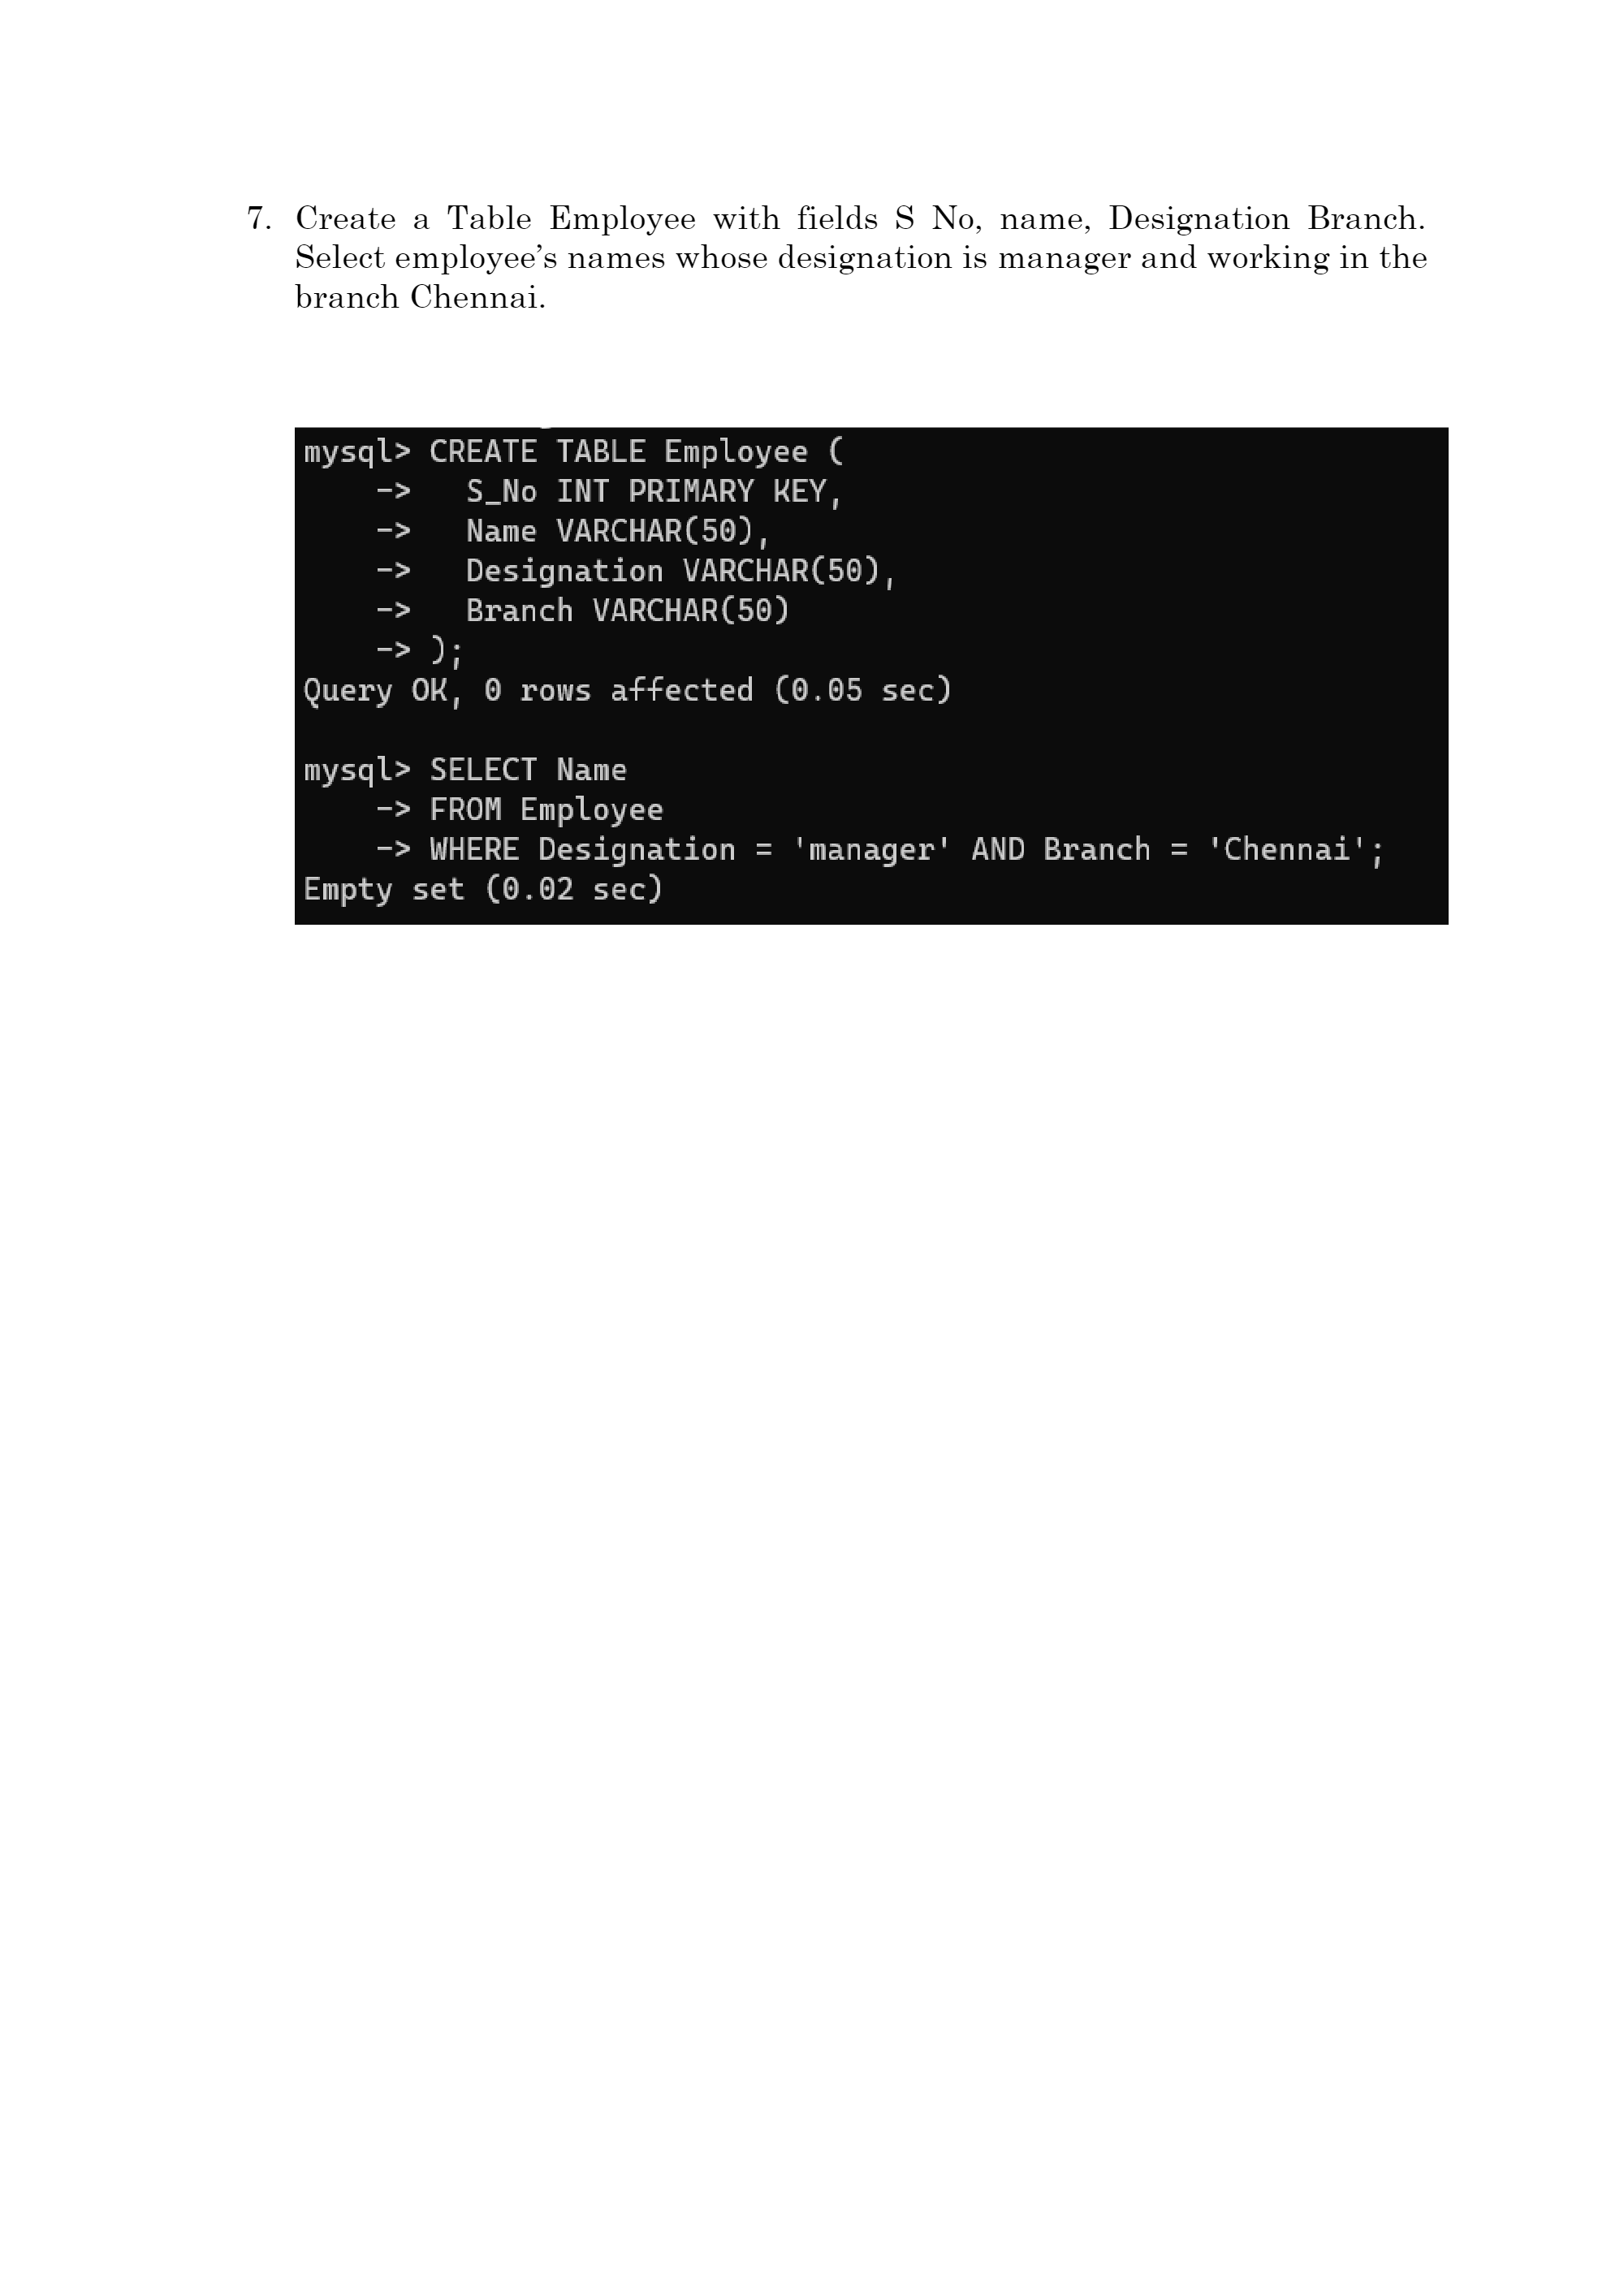 7. Create a Table Employee with fields S No, name, Designation Branch.
Select employee's names whose designation is manager and working in the
branch Chennai.
mysql> CREATE TABLE Employee (
    ->   S_No INT PRIMARY KEY,
    ->   Name VARCHAR(50),
    ->   Designation VARCHAR(50),
    ->   Branch VARCHAR(50)
    -> );
Query OK, 0 rows affected (0.05 sec)
mysql> SELECT Name
    -> FROM Employee
    -> WHERE Designation = 'manager' AND Branch = 'Chennai';
Empty set (0.02 sec)